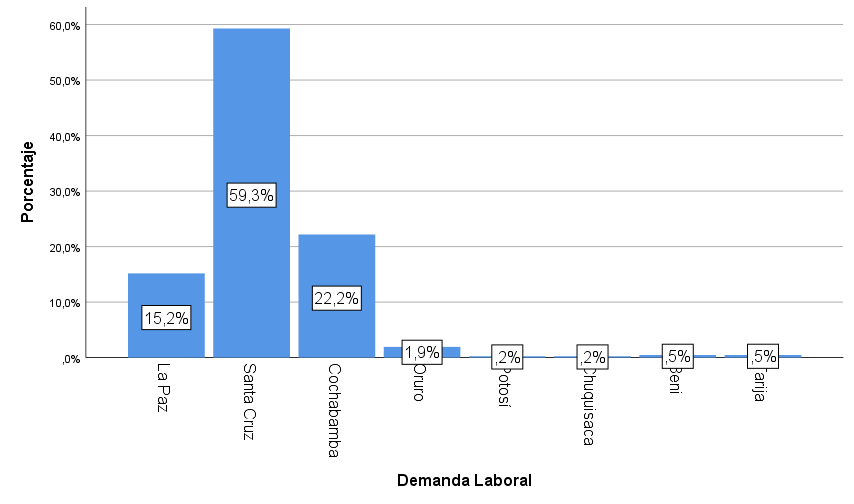 Porcentaje
60,0%
50,0%
40,0%
30,0%
20,0%
10,0%
,0%
15,2%
59,3%
22,2%
1,9%
,2%
,2%
,5%
,5%
La Paz
Santa Cruz
Cochabamba
Oruro
Potosí
Chuquisaca
Beni
Tarija
Demanda Laboral